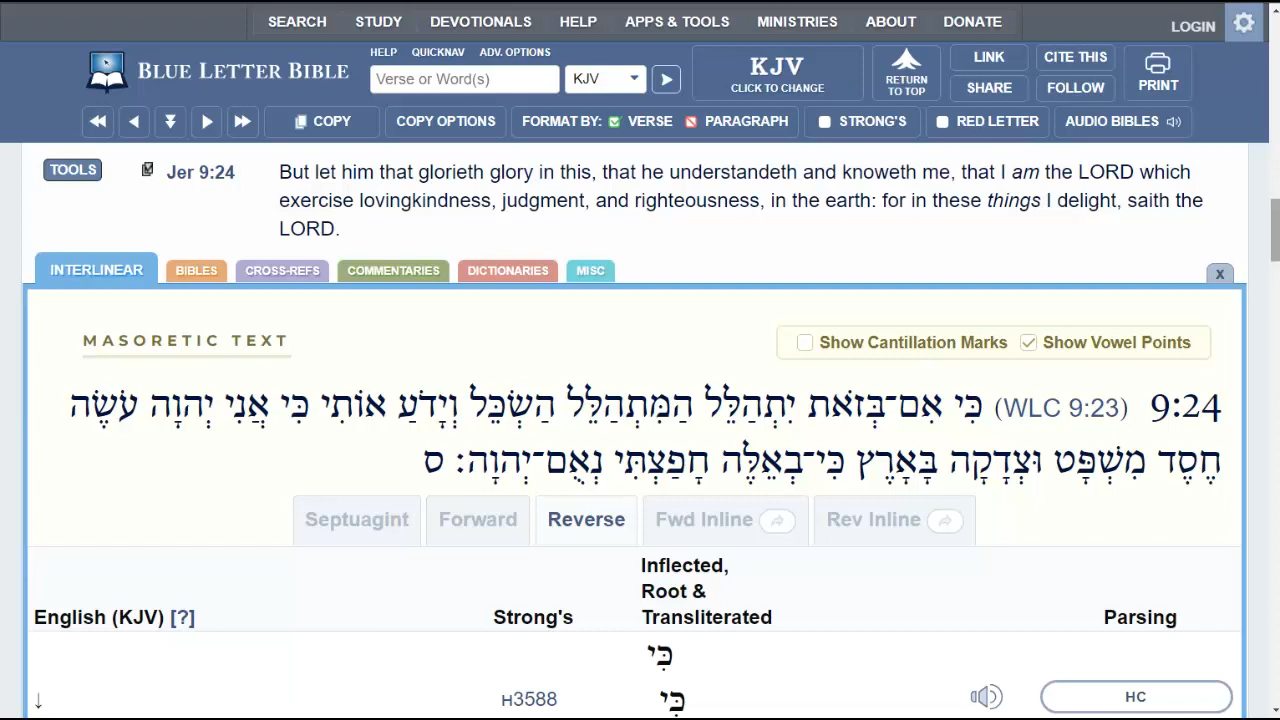 SEARCH STUDY DEVOTIONALS HELP APPS & TOOLS MINISTRIES ABOUT DONATE LOGIN
HELP QUICKNAV ADV. OPTIONS
BLUE LETTER BIBLE
Verse or Word(s) KJV
KJV
CLICK TO CHANGE
RETURN
TO TOP
LINK CITE THIS
SHARE FOLLOW
PRINT
COPY COPY OPTIONS FORMAT BY: VERSE PARAGRAPH STRONG'S RED LETTER AUDIO BIBLES
TOOLS Jer 9:24 But let him that glorieth glory in this, that he understandeth and knoweth me, that I am the LORD which
exercise lovingkindness, judgment, and righteousness, in the earth: for in these things I delight, saith the
LORD.
INTERLINEAR BIBLES CROSS-REFS COMMENTARIES DICTIONARIES MISC X
MASORETIC TEXT Show Cantillation Marks Show Vowel Points
9:24 (WLC 9:23) כִּי אִם־בְּזֹאת יִתְהַלֵּל הַמִּתְהַלֵּל הַשְׂכֵּל וְיָדֹעַ אוֹתִי כִּי אֲנִי יְהוָה עֹשֶׂה
חֶסֶד מִשְׁפָּט וּצְדָקָה בָּאָרֶץ כִּי־בְאֵלֶּה חָפַצְתִּי נְאֻם־יְהוָה׃ ס
Septuagint Forward Reverse Fwd Inline Rev Inline
Inflected,
Root &
English (KJV) [?] Strong's Transliterated Parsing
כִּי
↓ H3588 כִּי HC